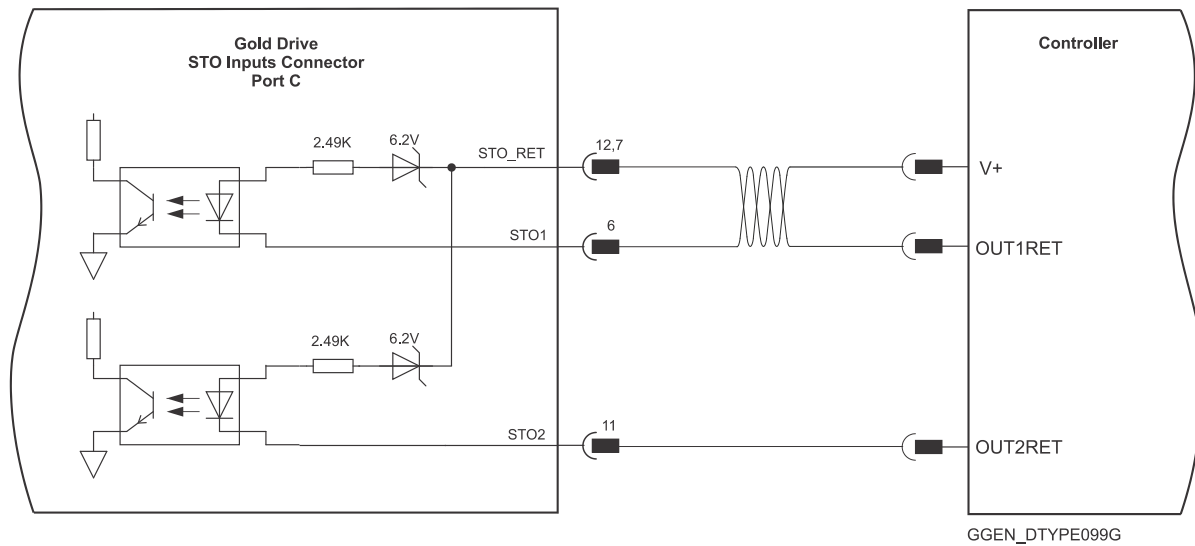 Gold Drive
STO Inputs Connector
Port C
Controller
2.49K
6.2V
STO_RET
12,7
V+
STO1
6
OUT1RET
2.49K
6.2V
STO2
11
OUT2RET
GGEN_DTYPE099G